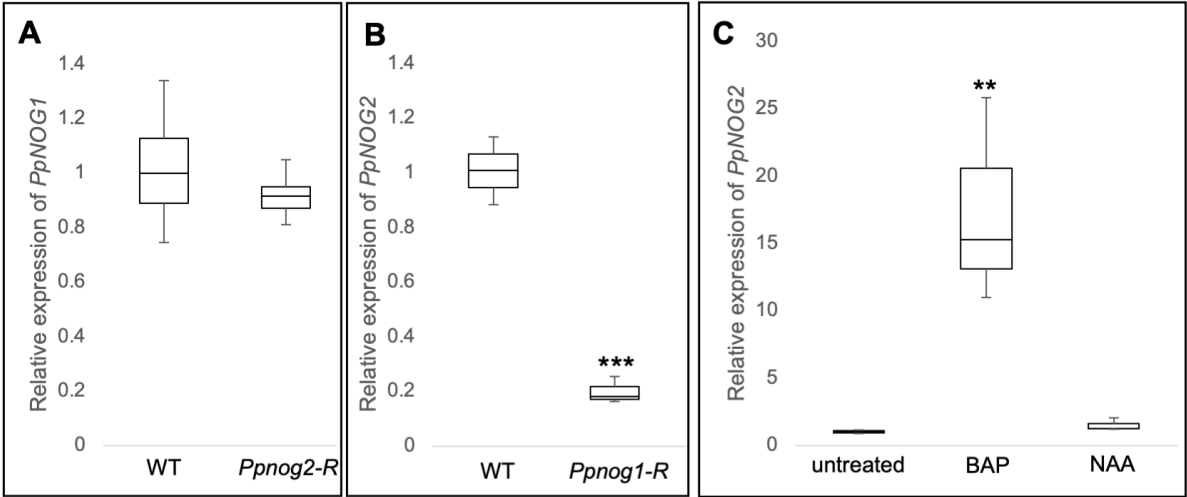 A
Relative expression of PpNOG1
1.4
1.2
1
0.8
0.6
0.4
0.2
0
WT
Ppnog2-R
B
Relative expression of PpNOG2
1.4
1.2
1
0.8
0.6
0.4
0.2
0
***
WT
Ppnog1-R
C
Relative expression of PpNOG2
30
25
20
15
10
5
0
**
untreated
BAP
NAA